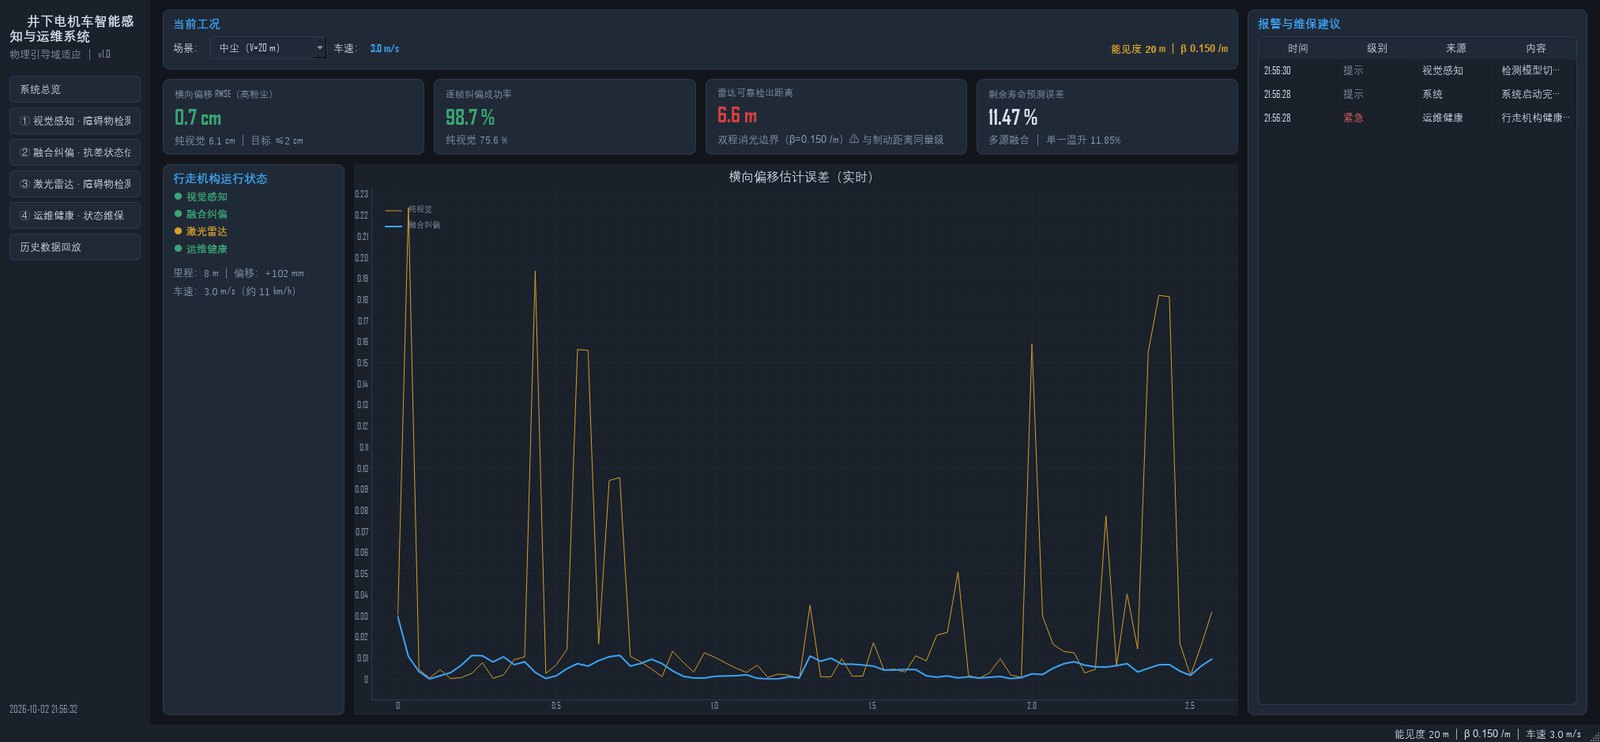 井下电机车智能感
知与运维系统
物理引导域适应 | v1.0
系统总览
① 视觉感知 · 障碍物检测
② 融合纠偏 · 抗差状态估
③ 激光雷达 · 障碍物检测
④ 运维健康 · 状态维保
历史数据回放
2026-10-02 21:56:32
当前工况
场景: 中尘 (V=20 m) 车速: 3.0 m/s
能见度 20 m | β 0.150 /m
横向偏移 RMSE (高粉尘)
0.7 cm
纯视觉 6.1 cm | 目标 ≤2 cm
逐帧纠偏成功率
98.7 %
纯视觉 75.6 %
雷达可靠检出距离
6.6 m
双程消光边界 (β=0.150 /m) ⚠ 与制动距离同量级
剩余寿命预测误差
11.47 %
多源融合 | 单一温升 11.85%
行走机构运行状态
视觉感知
融合纠偏
激光雷达
运维健康
里程: 8 m | 偏移: +102 mm
车速: 3.0 m/s (约 11 km/h)
横向偏移估计误差 (实时)
纯视觉
融合纠偏
0.23
0.22
0.21
0.20
0.19
0.18
0.17
0.16
0.15
0.14
0.13
0.12
0.11
0.10
0.09
0.08
0.07
0.06
0.05
0.04
0.03
0.02
0.01
0
0 0.5 1.0 1.5 2.0 2.5
报警与维保建议
时间 级别 来源 内容
21:56:30 提示 视觉感知 检测模型切…
21:56:28 提示 系统 系统启动完…
21:56:28 紧急 运维健康 行走机构健康…
能见度 20 m | β 0.150 /m | 车速 3.0 m/s